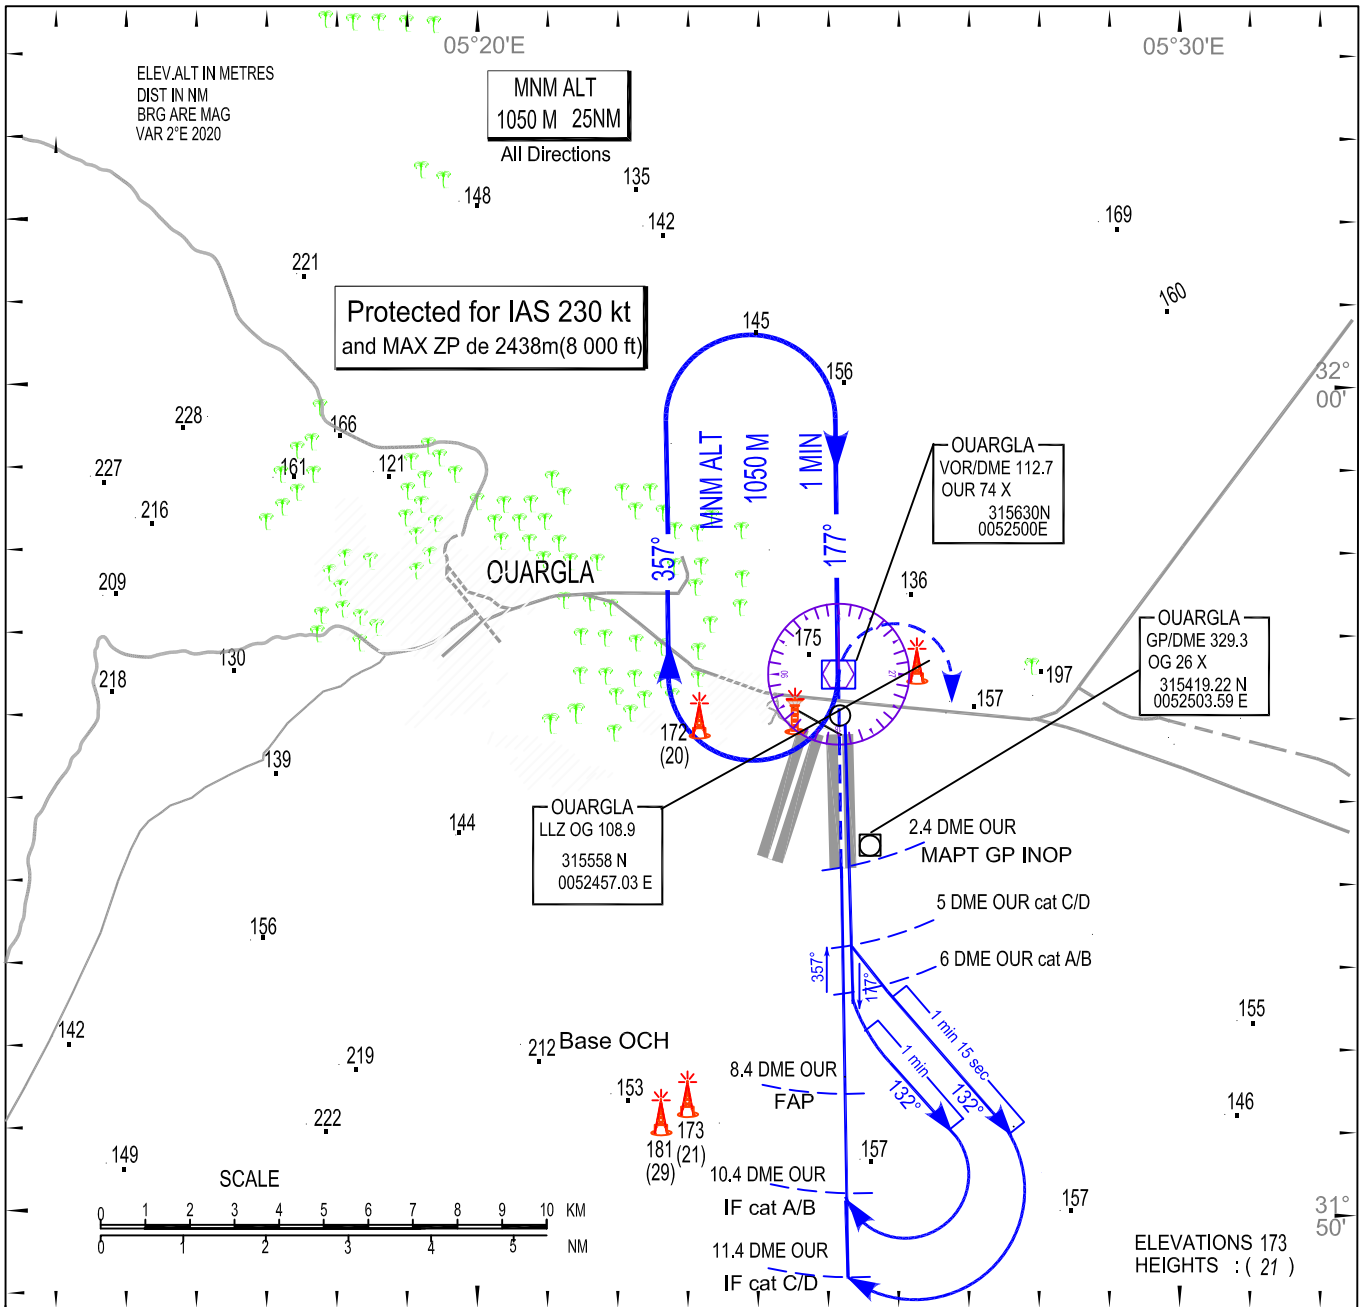 05°20'E
05°30'E
ELEV.ALT IN METRES
DIST IN NM
BRG ARE MAG
VAR 2°E 2020
MNM ALT
1050 M 25NM
All Directions
135
148
142
169
221
160
Protected for IAS 230 kt
and MAX ZP de 2438m(8 000 ft)
145
156
32°
00'
228
166
227
161
121
216
MNM ALT
1050 M
1 MIN
OUARGLA
VOR/DME 112.7
OUR 74 X
315630N
0052500E
357°
177°
OUARGLA
209
136
OUARGLA
GP/DME 329.3
OG 26 X
315419.22 N
0052503.59 E
175
130
218
197
157
27
90
172
(20)
139
OUARGLA
LLZ OG 108.9
315558 N
0052457.03 E
144
2.4 DME OUR
MAPT GP INOP
5 DME OUR cat C/D
156
6 DME OUR cat A/B
357°
177°
142
219
212
Base OCH
155
1 min 15 sec
1 min
132°
132°
8.4 DME OUR
FAP
153
146
222
181
(29)
173
(21)
149
157
SCALE
10.4 DME OUR
IF cat A/B
157
31°
50'
0 1 2 3 4 5 6 7 8 9 10 KM
0 1 2 3 4 5 NM
11.4 DME OUR
IF cat C/D
ELEVATIONS 173
HEIGHTS : ( 21 )